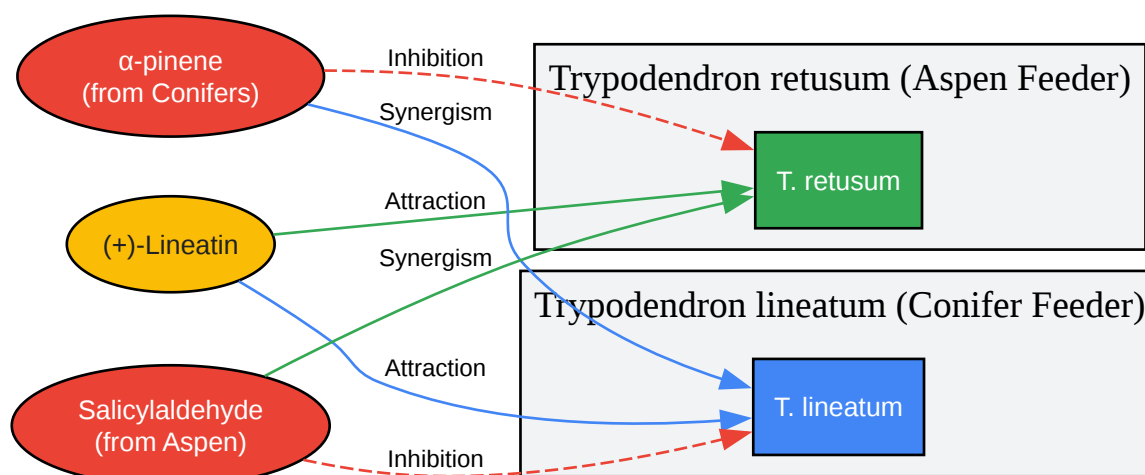 α-pinene
(from Conifers)
Inhibition
Synergism
Trypodendron retusum (Aspen Feeder)
T. retusum
(+)-Lineatin
Attraction
Synergism
Trypodendron lineatum (Conifer Feeder)
Attraction
T. lineatum
Salicylaldehyde
(from Aspen)
Inhibition